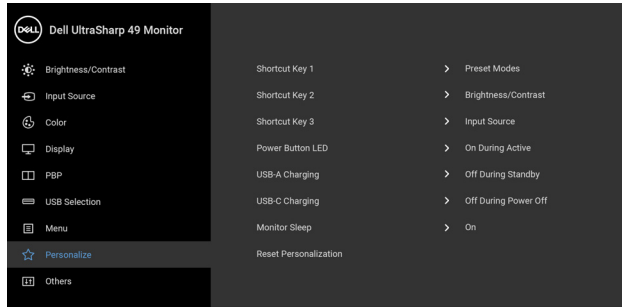 DELL Dell UltraSharp 49 Monitor
Brightness/Contrast
Input Source
Color
Display
PBP
USB Selection
Menu
Personalize
Others
Shortcut Key 1 > Preset Modes
Shortcut Key 2 > Brightness/Contrast
Shortcut Key 3 > Input Source
Power Button LED > On During Active
USB-A Charging > Off During Standby
USB-C Charging > Off During Power Off
Monitor Sleep > On
Reset Personalization